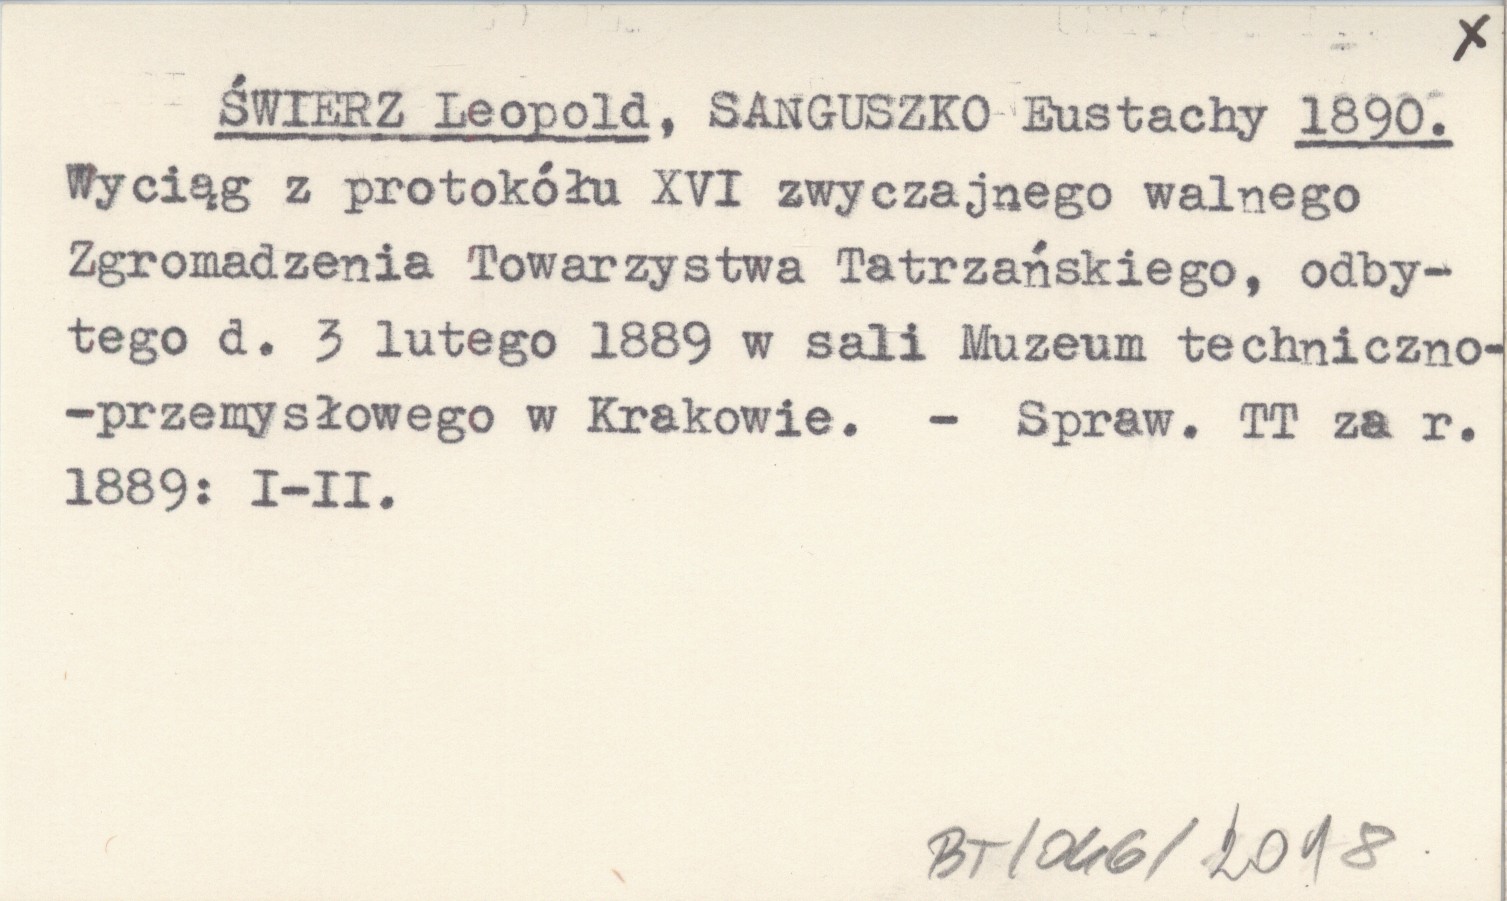 x
ŚWIERZ Leopold, SANGUSZKO Eustachy 1890.
Wyciąg z protokółu XVI zwyczajnego walnego
Zgromadzenia Towarzystwa Tatrzańskiego, odby-
tego d. 3 lutego 1889 w sali Muzeum techniczno-
-przemysłowego w Krakowie. - Spraw. TT za r.
1889: I-II.
BT/046/2018